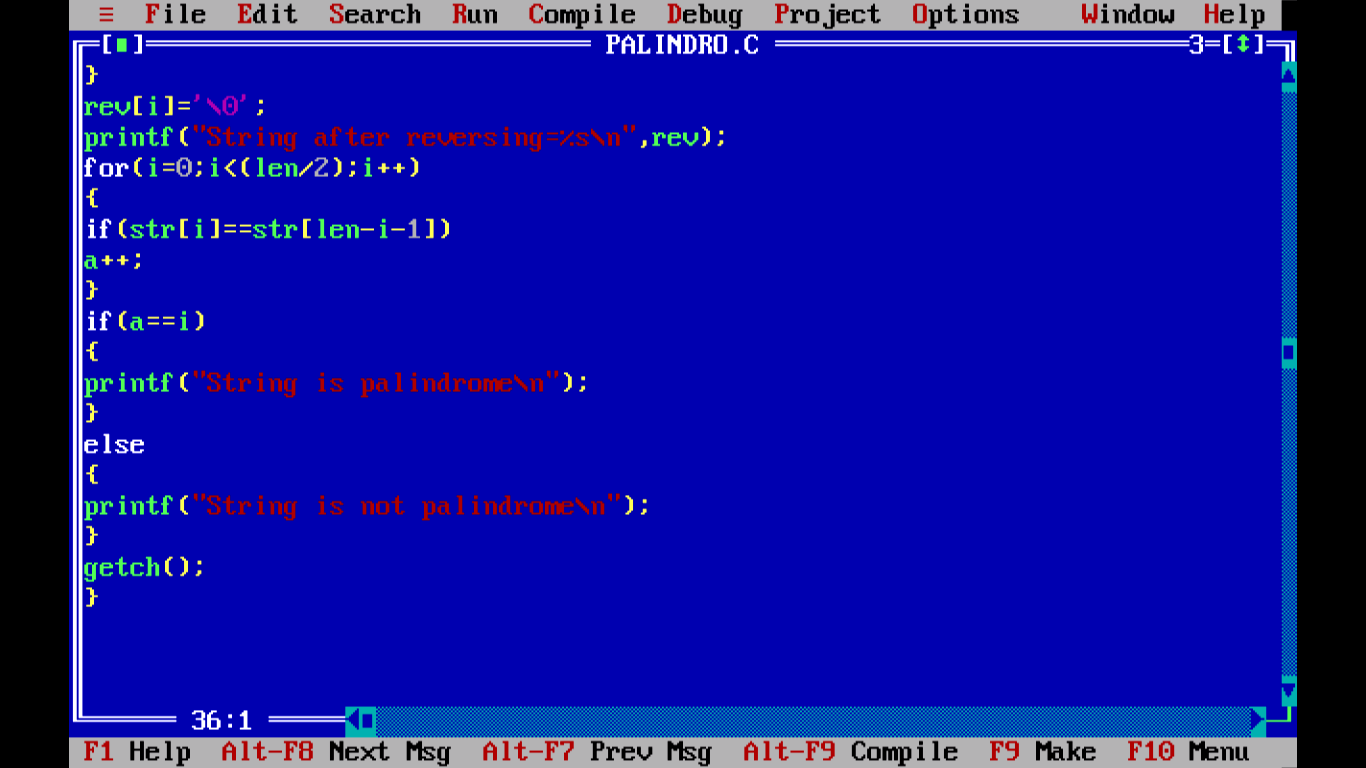 ≡ File Edit Search Run Compile Debug Project Options Window Help
[■] PALINDRO.C 3=[↕]
}
rev[i]='\0';
printf("String after reversing=%s\n",rev);
for(i=0;i<(len/2);i++)
{
if(str[i]==str[len-i-1])
a++;
}
if(a==i)
{
printf("String is palindrome\n");
}
else
{
printf("String is not palindrome\n");
}
getch();
}
36:1
F1 Help Alt-F8 Next Msg Alt-F7 Prev Msg Alt-F9 Compile F9 Make F10 Menu